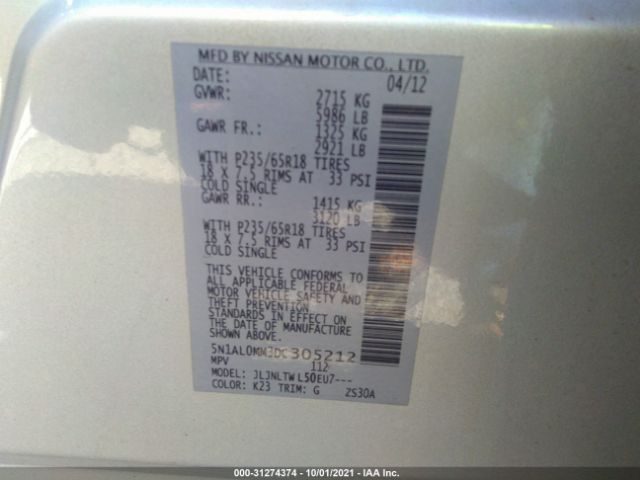 MFD BY NISSAN MOTOR CO., LTD.
DATE: 04/12
GVWR: 2715 KG
5986 LB
GAWR FR.: 1325 KG
2921 LB
WITH P235/65R18 TIRES
18 X 7.5 RIMS AT 33 PSI
COLD SINGLE
GAWR RR.: 1415 KG
3120 LB
WITH P235/65R18 TIRES
18 X 7.5 RIMS AT 33 PSI
COLD SINGLE
THIS VEHICLE CONFORMS TO
ALL APPLICABLE FEDERAL
MOTOR VEHICLE SAFETY AND
THEFT PREVENTION
STANDARDS IN EFFECT ON
THE DATE OF MANUFACTURE
SHOWN ABOVE.
5N1AL0MM3DC305212
MPV 112
MODEL: JLJNLTW L50EU7---
COLOR: K23 TRIM: G ZS30A
000-31274374 - 10/01/2021 - IAA Inc.